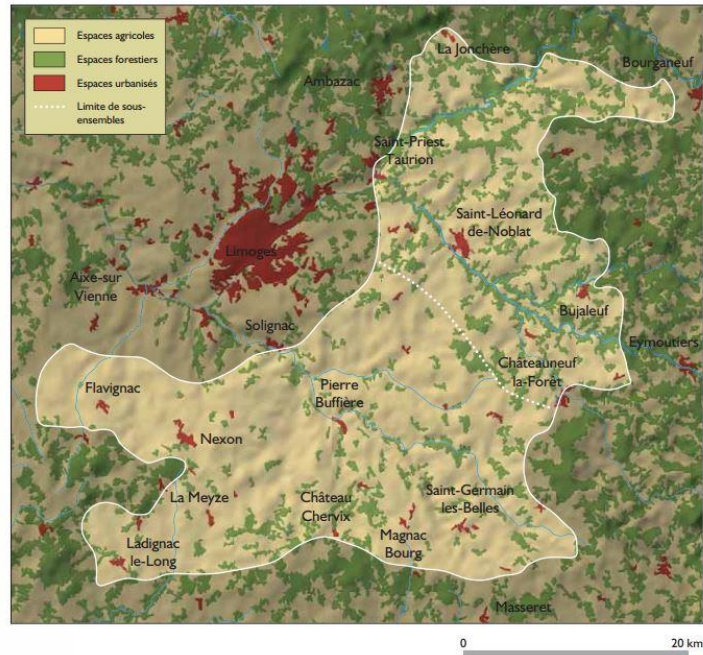 Espaces agricoles
Espaces forestiers
Espaces urbanisés
Limite de sous-
ensembles
La Jonchère
Bourganeuf
Ambazac
Saint-Priest
Taurion
Saint-Léonard
de-Noblat
Limoges
Aixe-sur
Vienne
Solignac
Bujaleuf
Eymoutiers
Châteauneuf
la-Forêt
Flavignac
Pierre
Buffière
Nexon
La Meyze
Château
Chervix
Saint-Germain
les-Belles
Magnac
Bourg
Ladignac
le-Long
Masseret
0 20 km